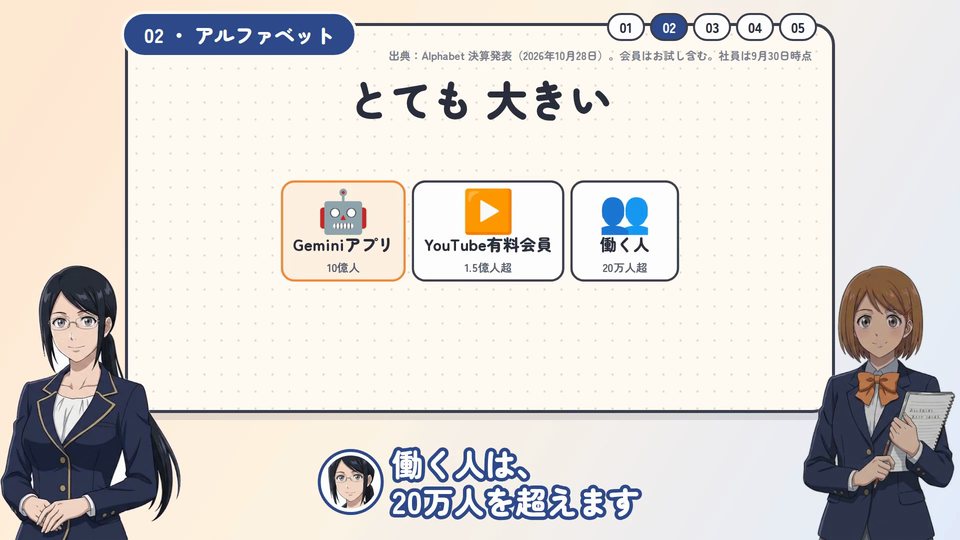 02 ・ アルファベット
01 02 03 04 05
出典：Alphabet 決算発表（2026年10月28日）。会員はお試し含む。社員は9月30日時点
とても 大きい
Geminiアプリ
10億人
YouTube有料会員
1.5億人超
働く人
20万人超
働く人は、
20万人を超えます